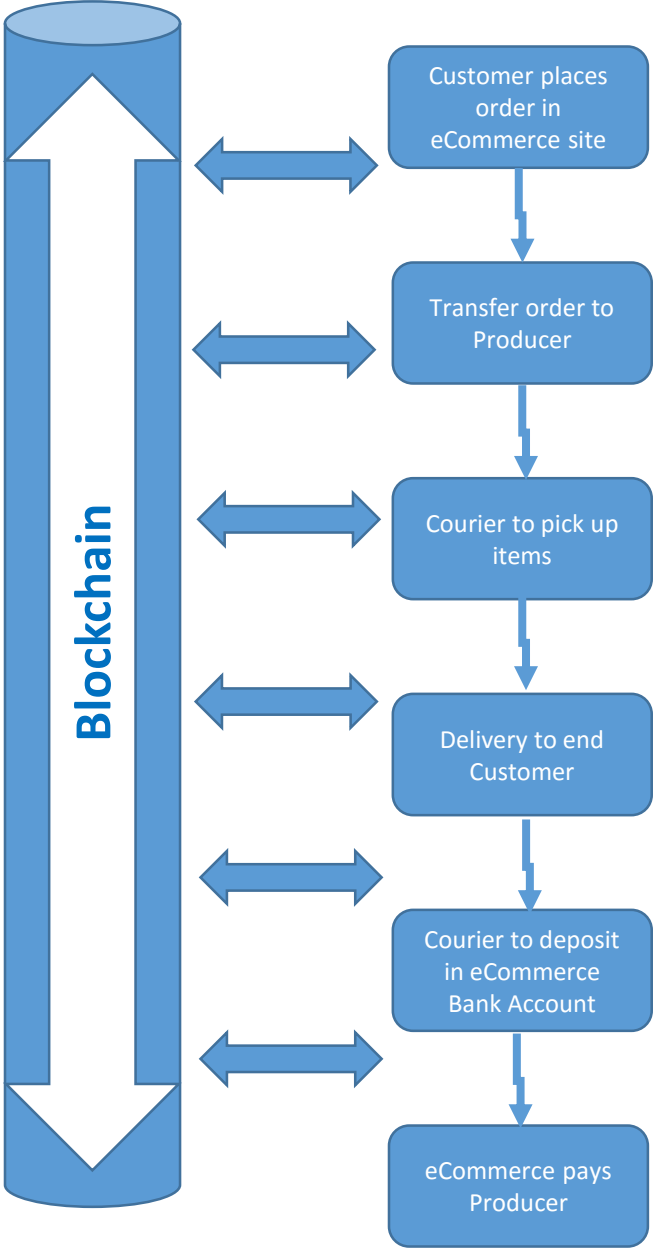 Customer places
order in
eCommerce site
Transfer order to
Producer
Courier to pick up
items
Blockchain
Delivery to end
Customer
Courier to deposit
in eCommerce
Bank Account
eCommerce pays
Producer